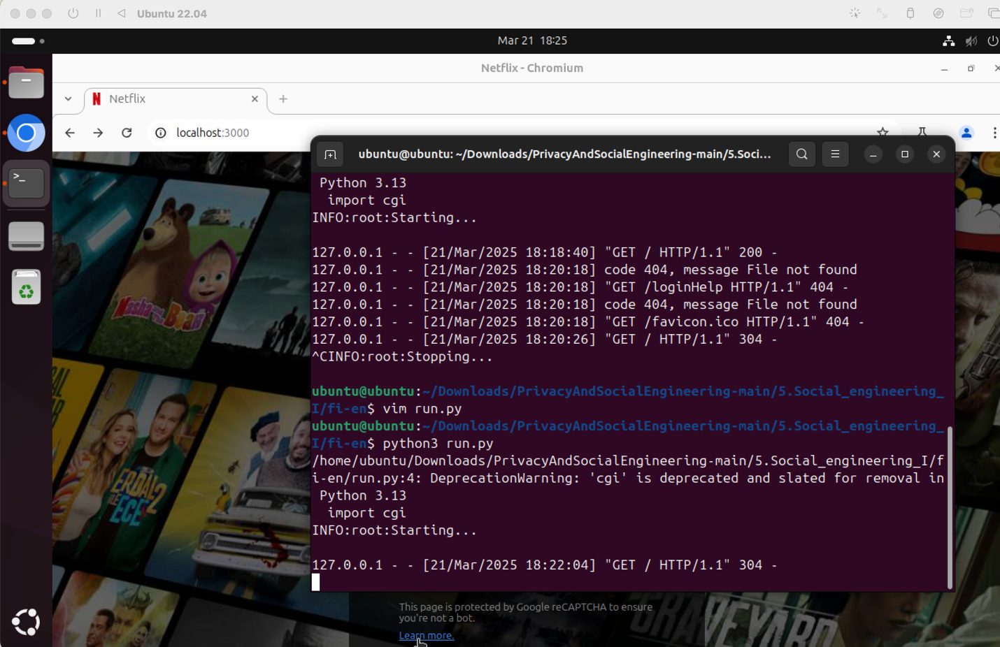 Ubuntu 22.04
Mar 21 18:25
Netflix - Chromium
N Netflix
localhost:3000
ubuntu@ubuntu: ~/Downloads/PrivacyAndSocialEngineering-main/5.Soci...
Python 3.13
import cgi
INFO:root:Starting...
127.0.0.1 - - [21/Mar/2025 18:18:40] "GET / HTTP/1.1" 200 -
127.0.0.1 - - [21/Mar/2025 18:20:18] code 404, message File not found
127.0.0.1 - - [21/Mar/2025 18:20:18] "GET /loginHelp HTTP/1.1" 404 -
127.0.0.1 - - [21/Mar/2025 18:20:18] code 404, message File not found
127.0.0.1 - - [21/Mar/2025 18:20:18] "GET /favicon.ico HTTP/1.1" 404 -
127.0.0.1 - - [21/Mar/2025 18:20:26] "GET / HTTP/1.1" 304 -
^CINFO:root:Stopping...
ubuntu@ubuntu:~/Downloads/PrivacyAndSocialEngineering-main/5.Social_engineering_
I/fi-en$ vim run.py
ubuntu@ubuntu:~/Downloads/PrivacyAndSocialEngineering-main/5.Social_engineering_
I/fi-en$ python3 run.py
/home/ubuntu/Downloads/PrivacyAndSocialEngineering-main/5.Social_engineering_I/f
i-en/run.py:4: DeprecationWarning: 'cgi' is deprecated and slated for removal in
Python 3.13
import cgi
INFO:root:Starting...
127.0.0.1 - - [21/Mar/2025 18:22:04] "GET / HTTP/1.1" 304 -
Masha and the Bear
ERDAL
ECE
This page is protected by Google reCAPTCHA to ensure
you're not a bot.
Learn more.
GRAVEYARD